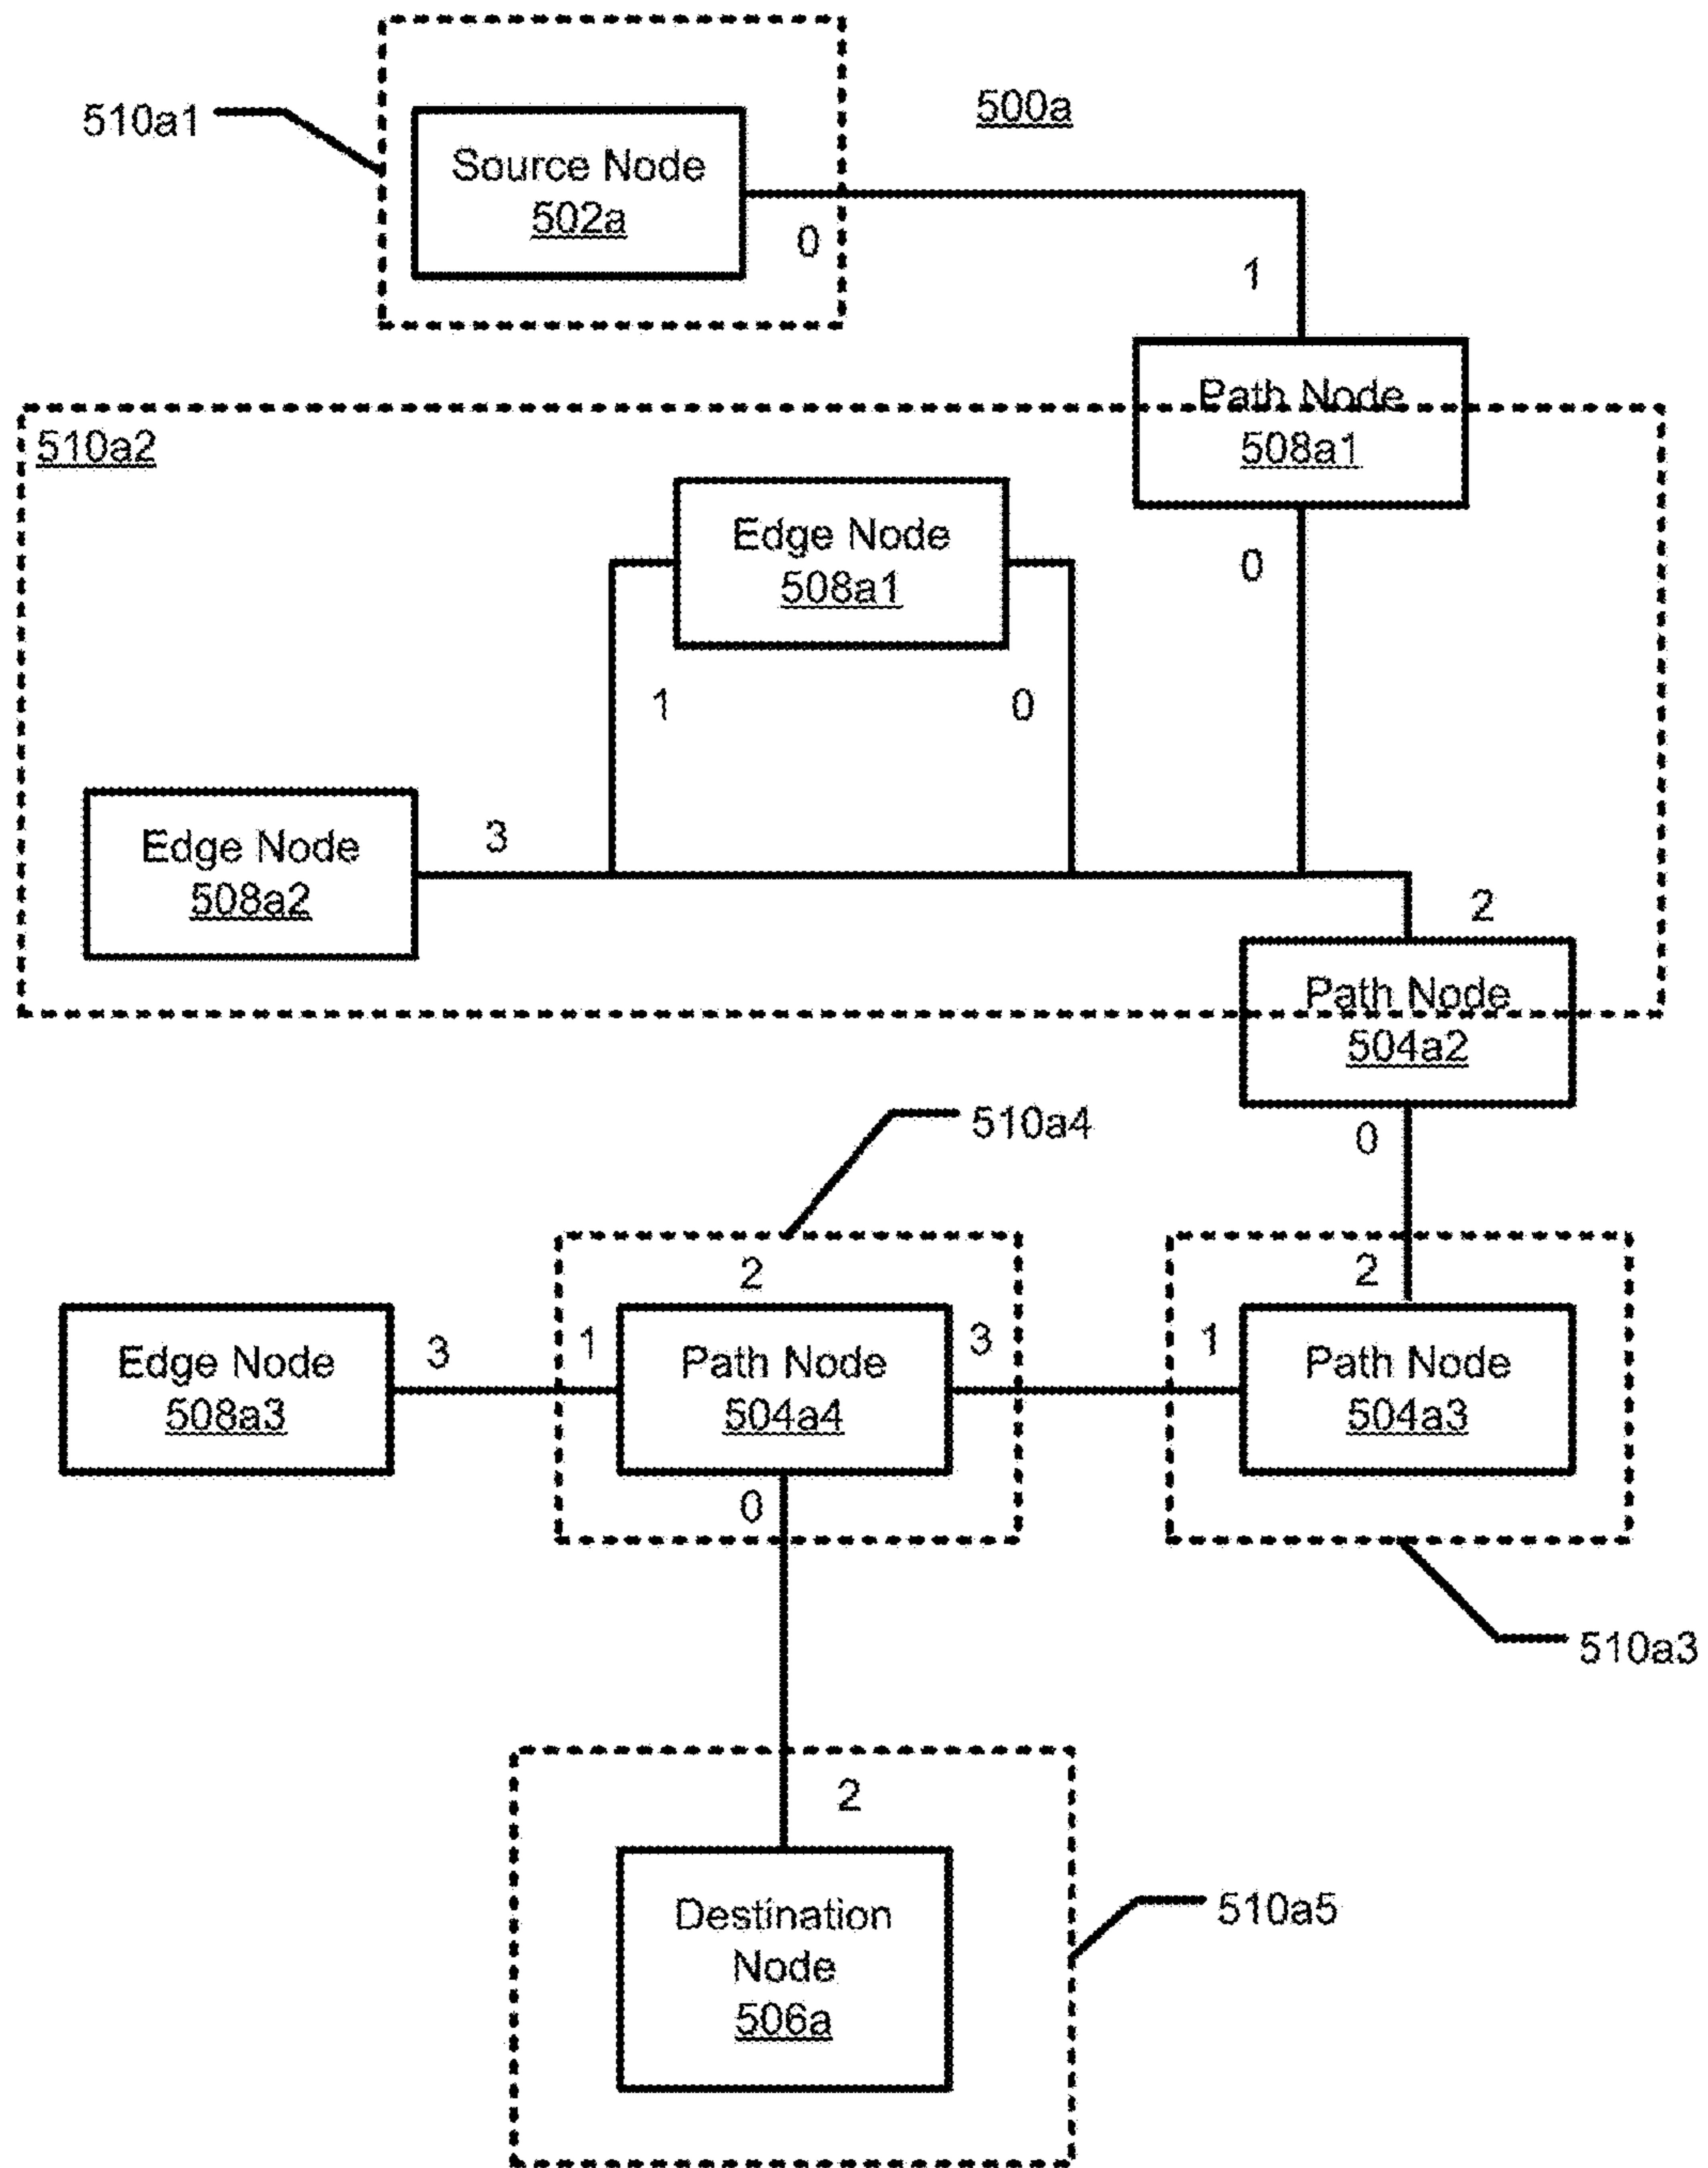 500a
510a1
Source Node
502a
0
1
Path Node
508a1
510a2
Edge Node
508a1
0
1
0
Edge Node
508a2
3
2
Path Node
504a2
0
510a4
2
2
Edge Node
508a3
3
1
Path Node
504a4
3
1
Path Node
504a3
0
510a3
2
Destination
Node
506a
510a5